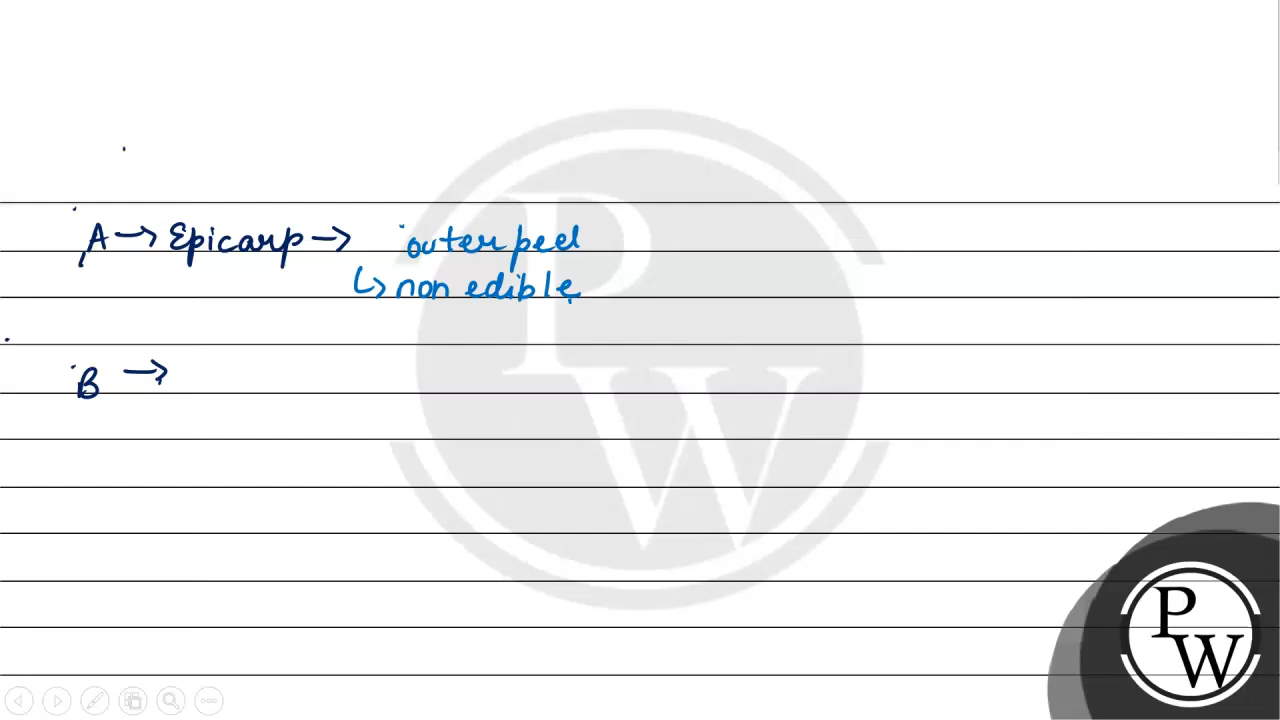 A → Epicarp → outer peel
↳ non edible
B →
P
W
P
W